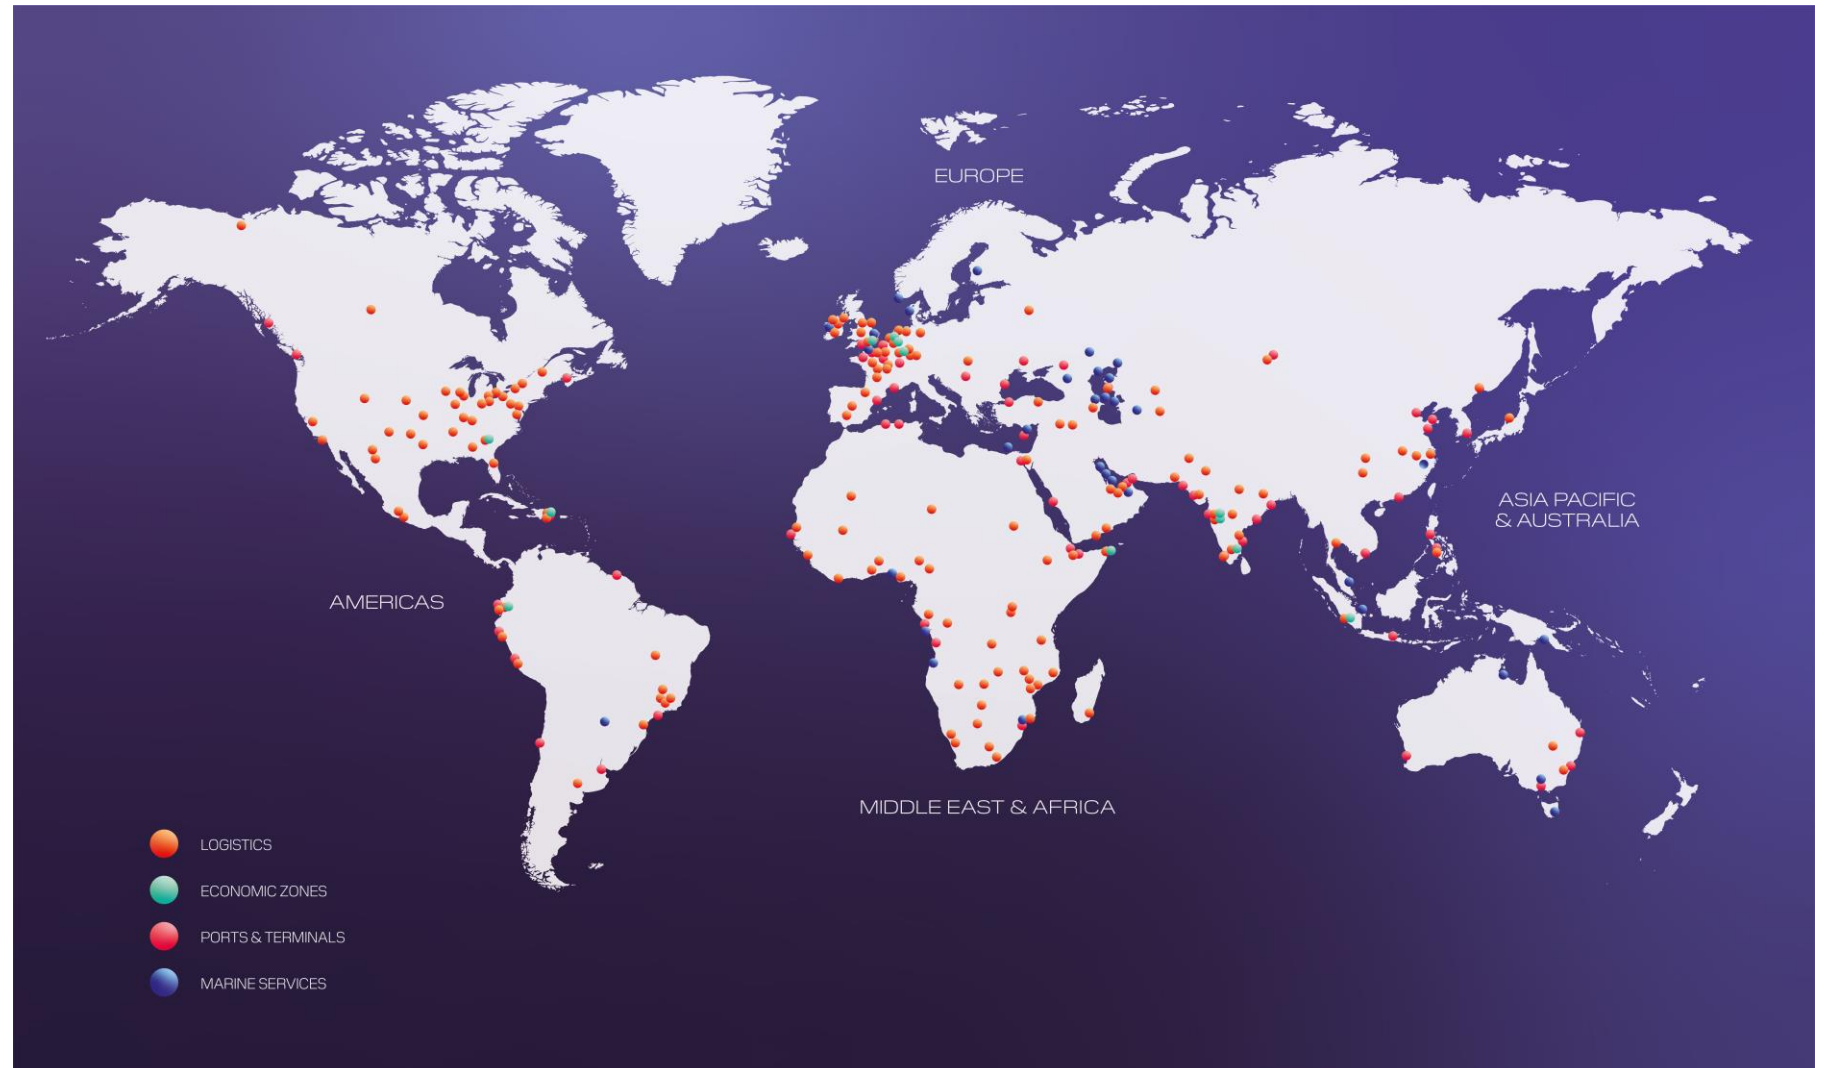 EUROPE
ASIA PACIFIC
& AUSTRALIA
AMERICAS
MIDDLE EAST & AFRICA
LOGISTICS
ECONOMIC ZONES
PORTS & TERMINALS
MARINE SERVICES